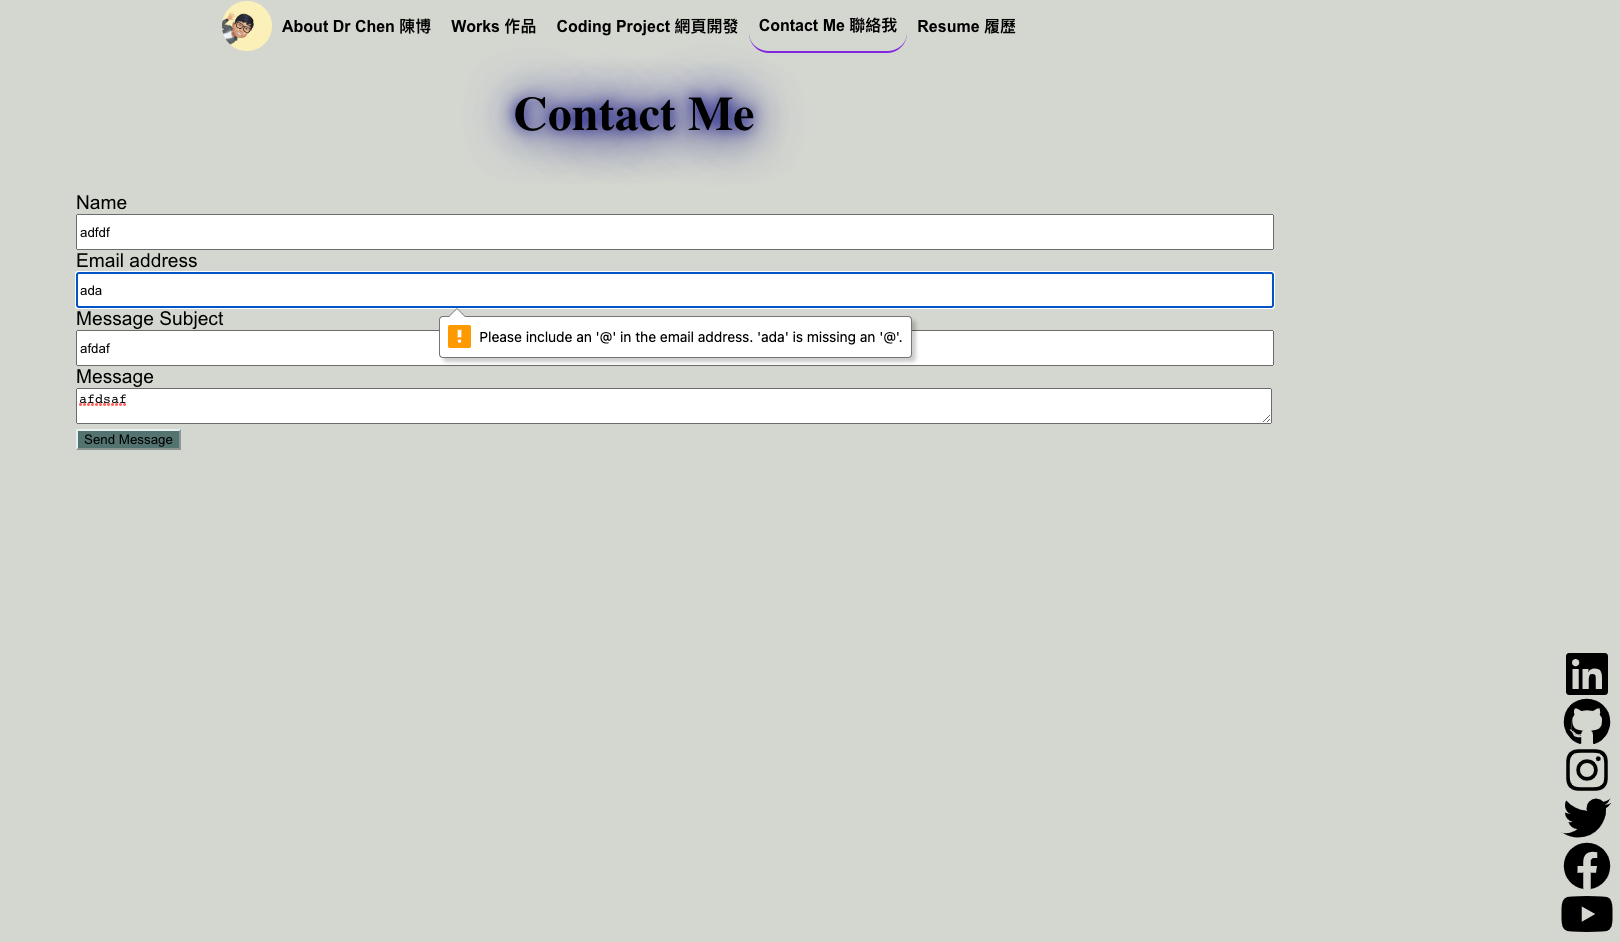 About Dr Chen 陳博 Works 作品 Coding Project 網頁開發 Contact Me 聯絡我 Resume 履歷
Contact Me
Name
adfdf
Email address
ada
Message Subject
Please include an '@' in the email address. 'ada' is missing an '@'.
afdaf
Message
afdsaf
Send Message
in